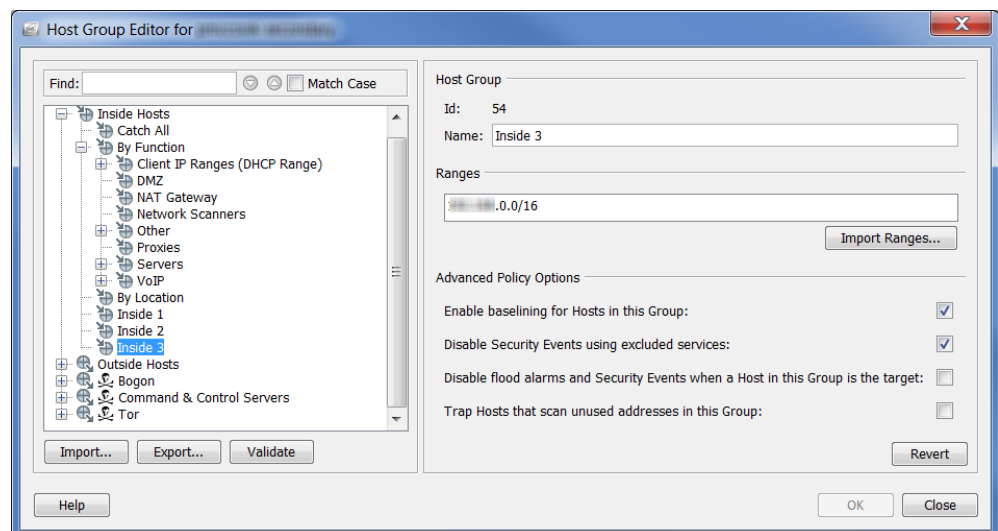 Host Group Editor for
Find:
Match Case
Inside Hosts
Catch All
By Function
Client IP Ranges (DHCP Range)
DMZ
NAT Gateway
Network Scanners
Other
Proxies
Servers
VoIP
By Location
Inside 1
Inside 2
Inside 3
Outside Hosts
Bogon
Command & Control Servers
Tor
Import...
Export...
Validate
Host Group
Id: 54
Name: Inside 3
Ranges
.0.0/16
Import Ranges...
Advanced Policy Options
Enable baselining for Hosts in this Group:
Disable Security Events using excluded services:
Disable flood alarms and Security Events when a Host in this Group is the target:
Trap Hosts that scan unused addresses in this Group:
Revert
Help
OK
Close